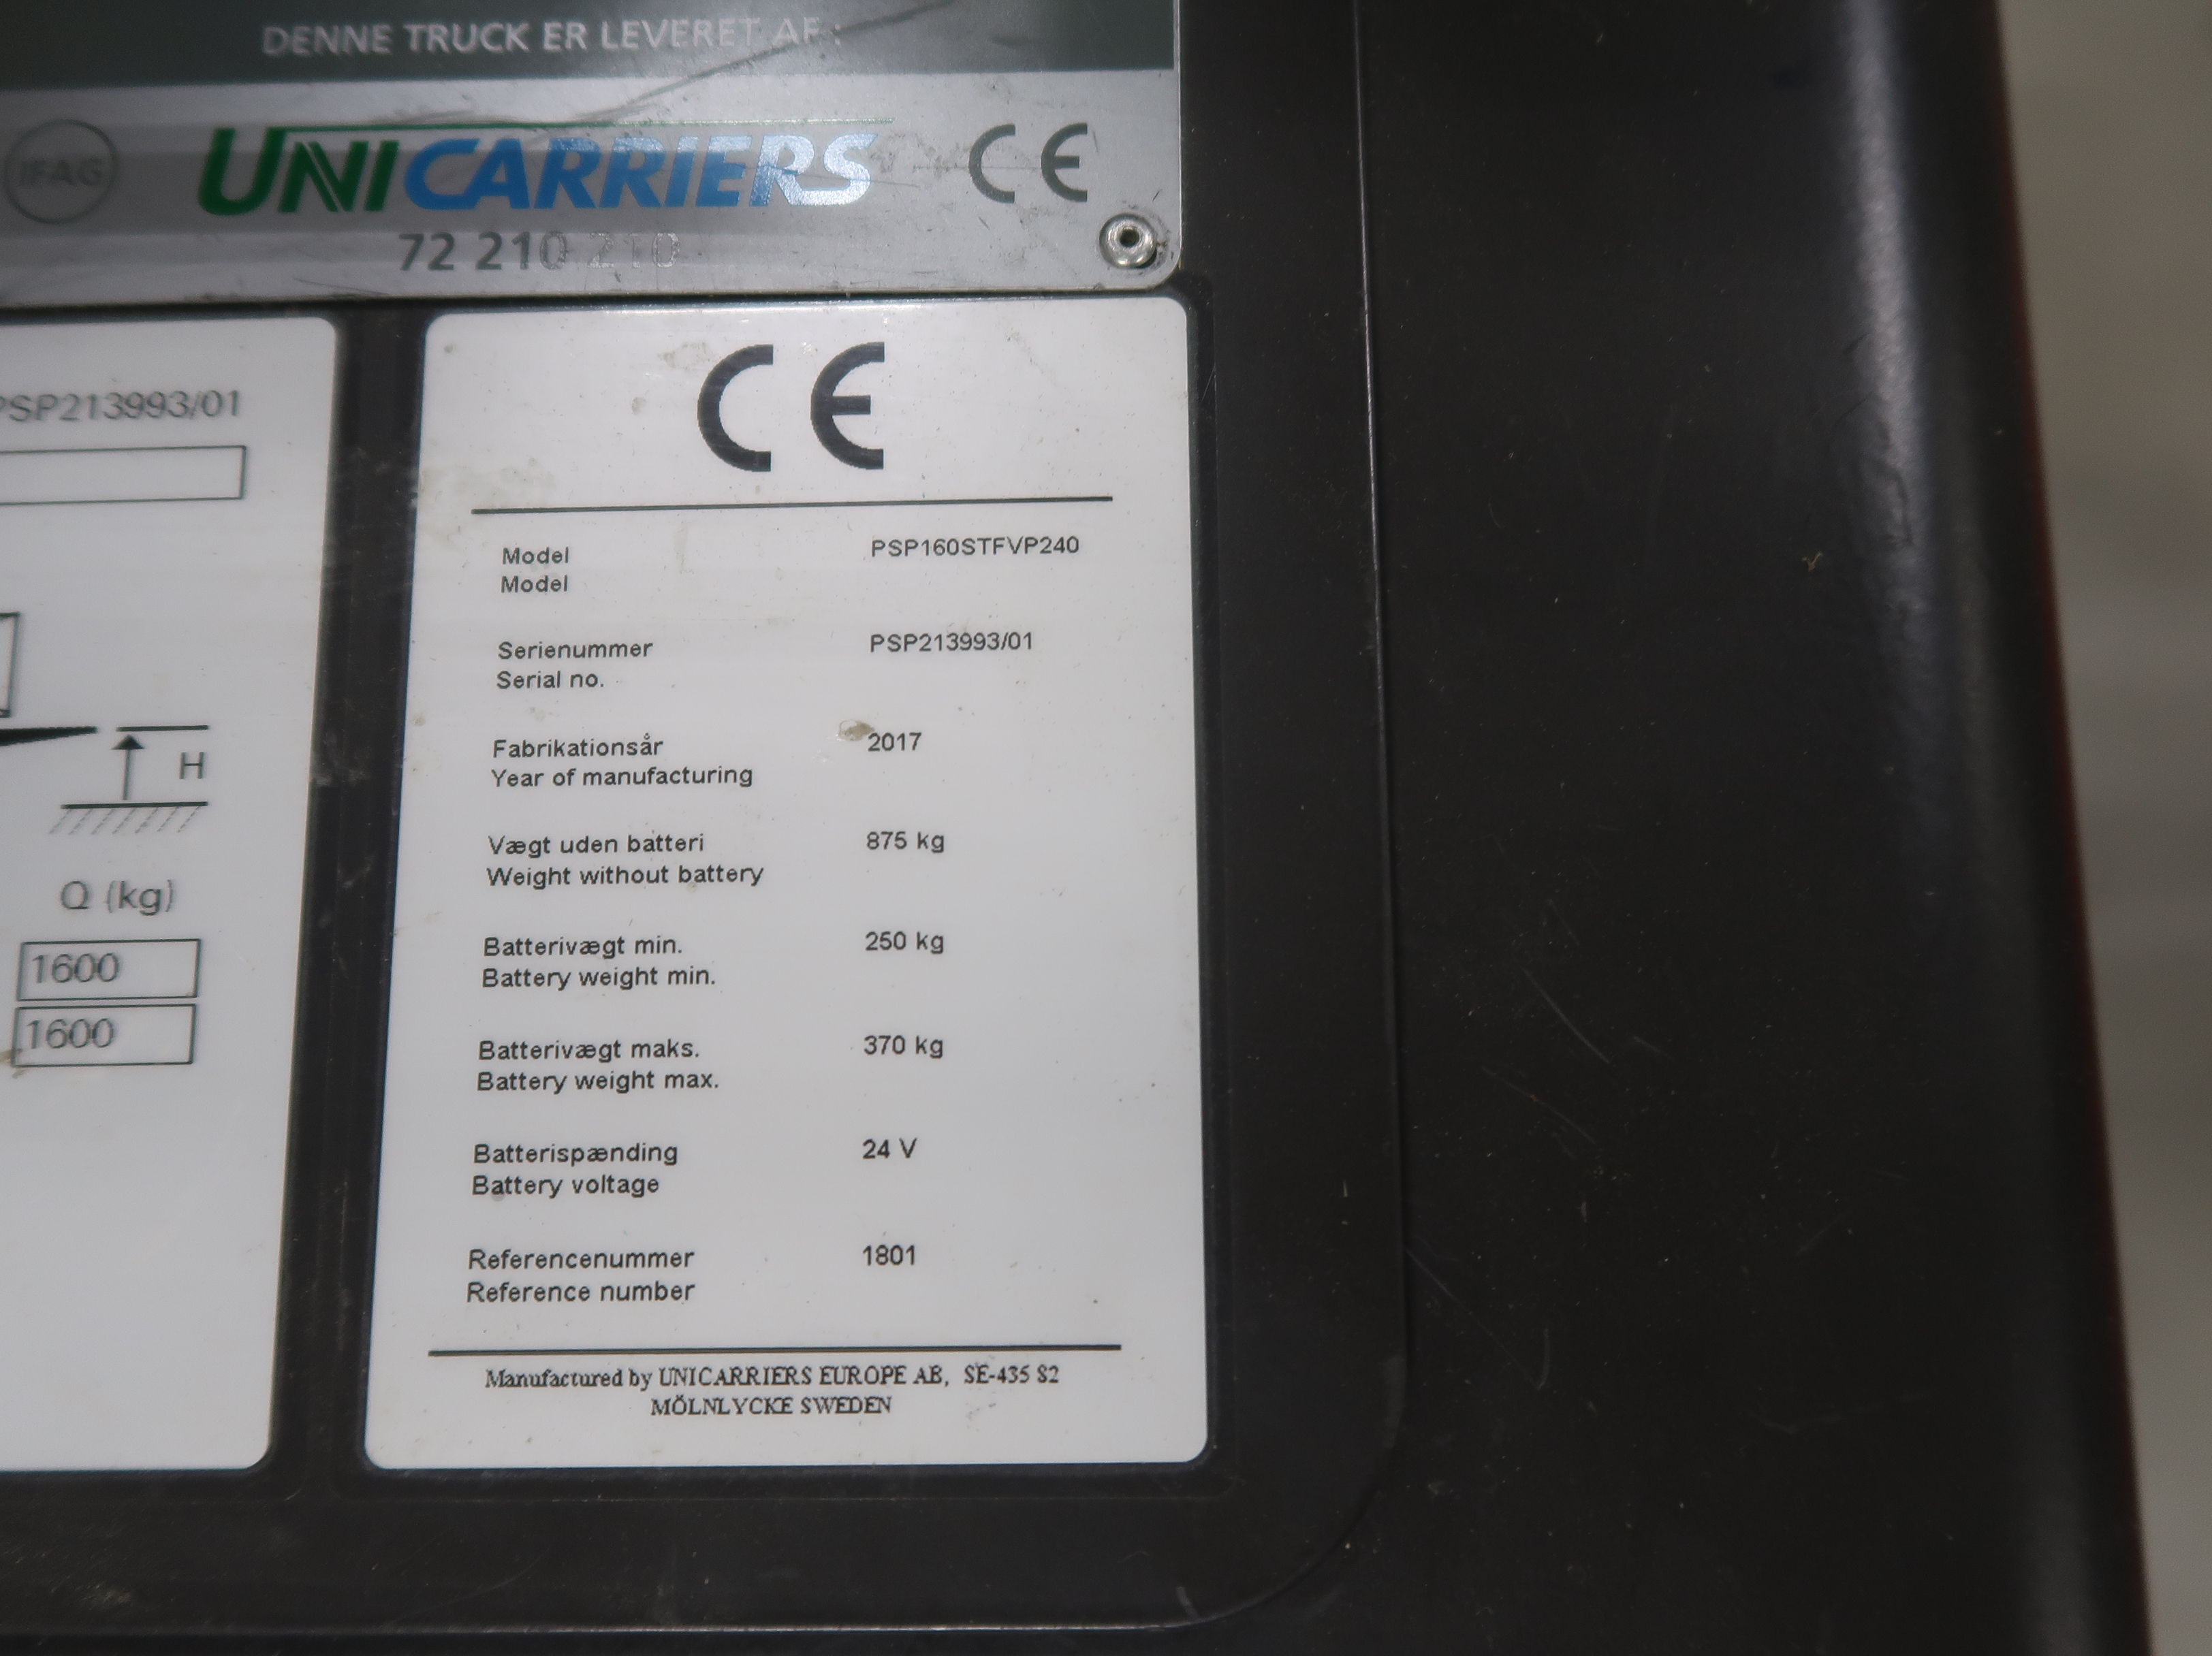 DENNE TRUCK ER LEVERET AF :
IFAG
UNICARRIERS
CE
72 210 210
PSP213993/01
H
Q (kg)
1600
1600
CE
Model PSP160STFVP240
Model
Serienummer PSP213993/01
Serial no.
Fabrikationsår 2017
Year of manufacturing
Vægt uden batteri 875 kg
Weight without battery
Batterivægt min. 250 kg
Battery weight min.
Batterivægt maks. 370 kg
Battery weight max.
Batterispænding 24 V
Battery voltage
Referencenummer 1801
Reference number
Manufactured by UNICARRIERS EUROPE AB, SE-435 82
MÖLNLYCKE SWEDEN